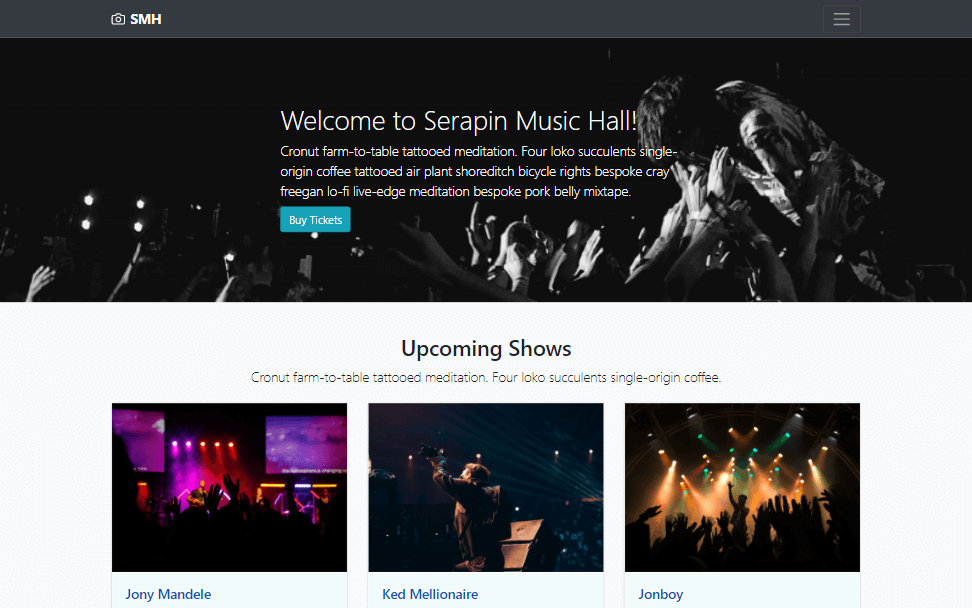 SMH
Welcome to Serapin Music Hall!
Cronut farm-to-table tattooed meditation. Four loko succulents single-
origin coffee tattooed air plant shoreditch bicycle rights bespoke cray
freegan lo-fi live-edge meditation bespoke pork belly mixtape.
Buy Tickets
Upcoming Shows
Cronut farm-to-table tattooed meditation. Four loko succulents single-origin coffee.
Jony Mandele
Ked Mellionaire
Jonboy